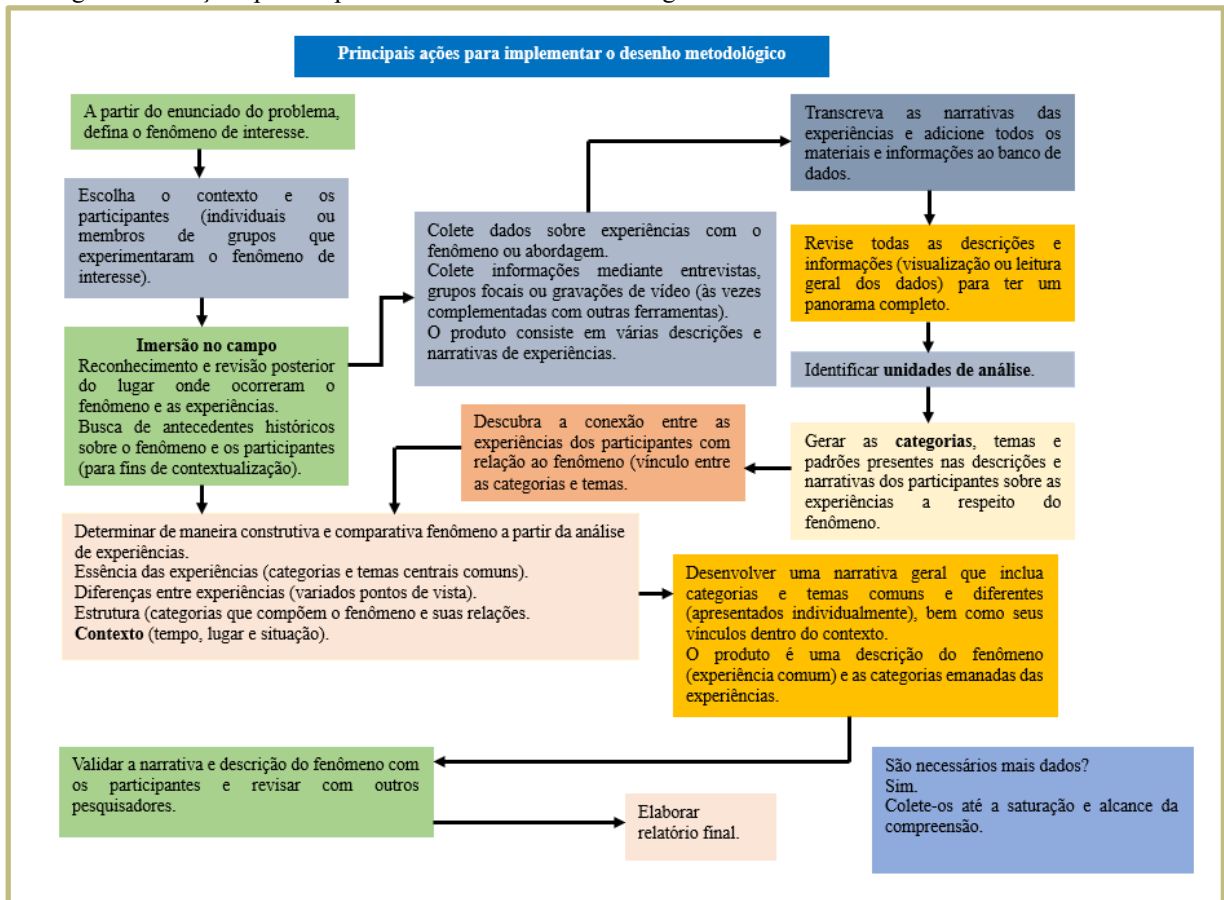 Principais ações para implementar o desenho metodológico
A partir do enunciado do problema,
defina o fenômeno de interesse.
Escolha o contexto e os
participantes (individuais ou
membros de grupos que
experimentaram o fenômeno de
interesse).
Imersão no campo
Reconhecimento e revisão posterior
do lugar onde ocorreram o
fenômeno e as experiências.
Busca de antecedentes históricos
sobre o fenômeno e os participantes
(para fins de contextualização).
Colete dados sobre experiências com o
fenômeno ou abordagem.
Colete informações mediante entrevistas,
grupos focais ou gravações de vídeo (às vezes
complementadas com outras ferramentas).
O produto consiste em várias descrições e
narrativas de experiências.
Transcreva as narrativas das
experiências e adicione todos os
materiais e informações ao banco de
dados.
Revise todas as descrições e
informações (visualização ou leitura
geral dos dados) para ter um
panorama completo.
Identificar unidades de análise.
Gerar as categorias, temas e
padrões presentes nas descrições e
narrativas dos participantes sobre as
experiências a respeito do
fenômeno.
Descubra a conexão entre as
experiências dos participantes com
relação ao fenômeno (vínculo entre
as categorias e temas.
Determinar de maneira construtiva e comparativa fenômeno a partir da análise
de experiências.
Essência das experiências (categorias e temas centrais comuns).
Diferenças entre experiências (variados pontos de vista).
Estrutura (categorias que compõem o fenômeno e suas relações.
Contexto (tempo, lugar e situação).
Desenvolver uma narrativa geral que inclua
categorias e temas comuns e diferentes
(apresentados individualmente), bem como seus
vínculos dentro do contexto.
O produto é uma descrição do fenômeno
(experiência comum) e as categorias emanadas das
experiências.
Validar a narrativa e descrição do fenômeno com
os participantes e revisar com outros
pesquisadores.
Elaborar
relatório final.
São necessários mais dados?
Sim.
Colete-os até a saturação e alcance da
compreensão.